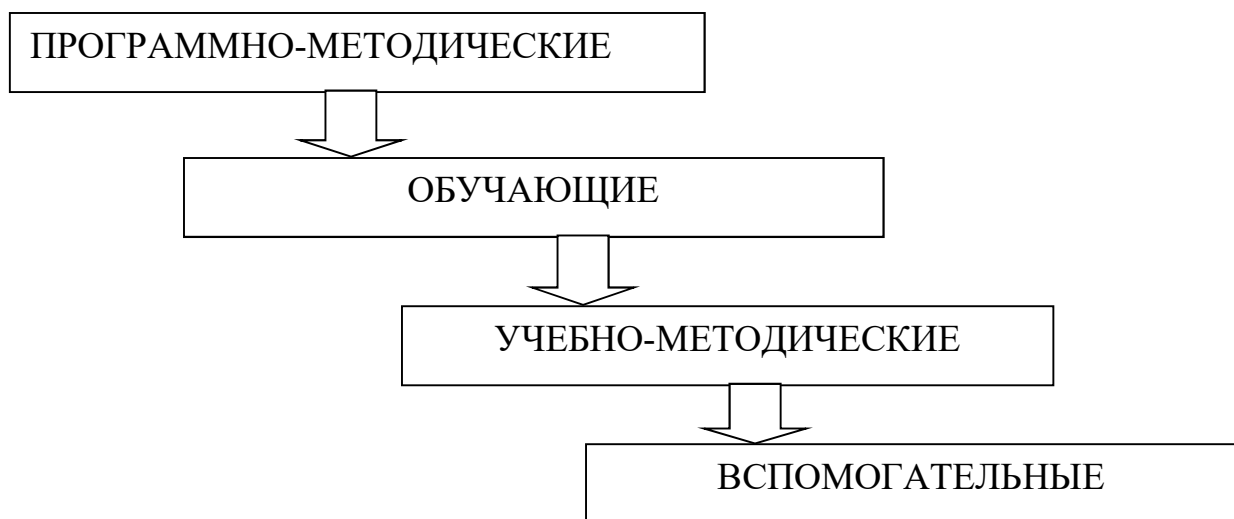 ПРОГРАММНО-МЕТОДИЧЕСКИЕ
ОБУЧАЮЩИЕ
УЧЕБНО-МЕТОДИЧЕСКИЕ
ВСПОМОГАТЕЛЬНЫЕ